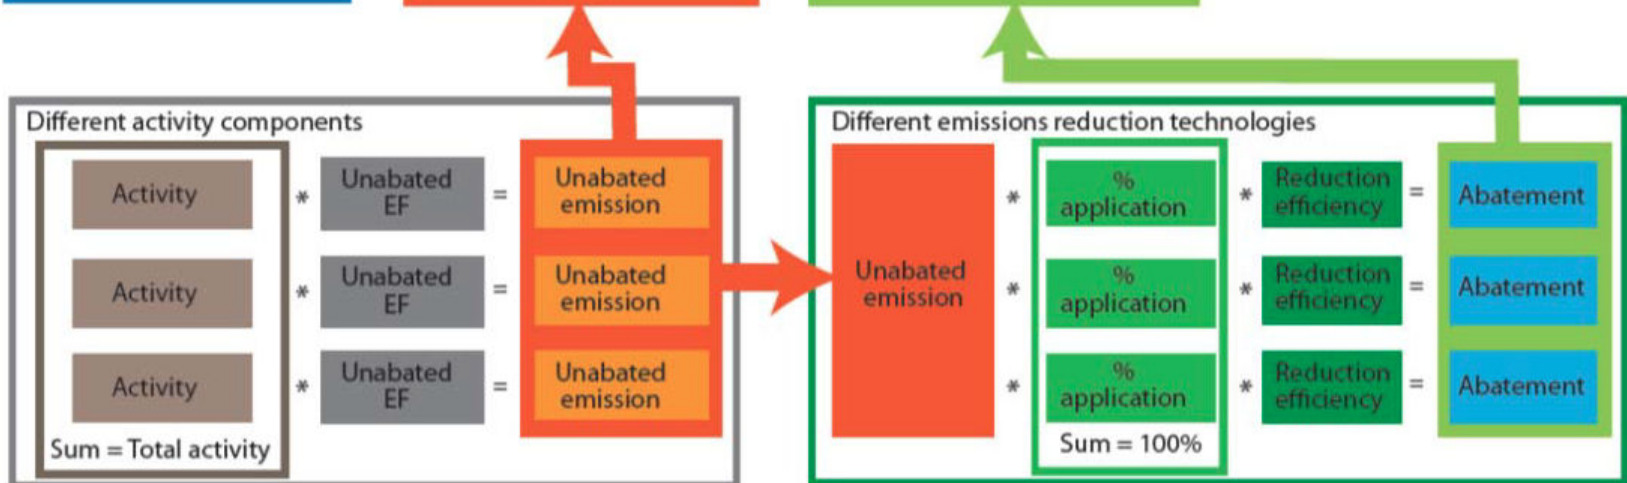 Different activity components
Activity * Unabated EF = Unabated emission
Activity * Unabated EF = Unabated emission
Activity * Unabated EF = Unabated emission
Sum = Total activity
Different emissions reduction technologies
Unabated emission
* % application * Reduction efficiency = Abatement
* % application * Reduction efficiency = Abatement
* % application * Reduction efficiency = Abatement
Sum = 100%